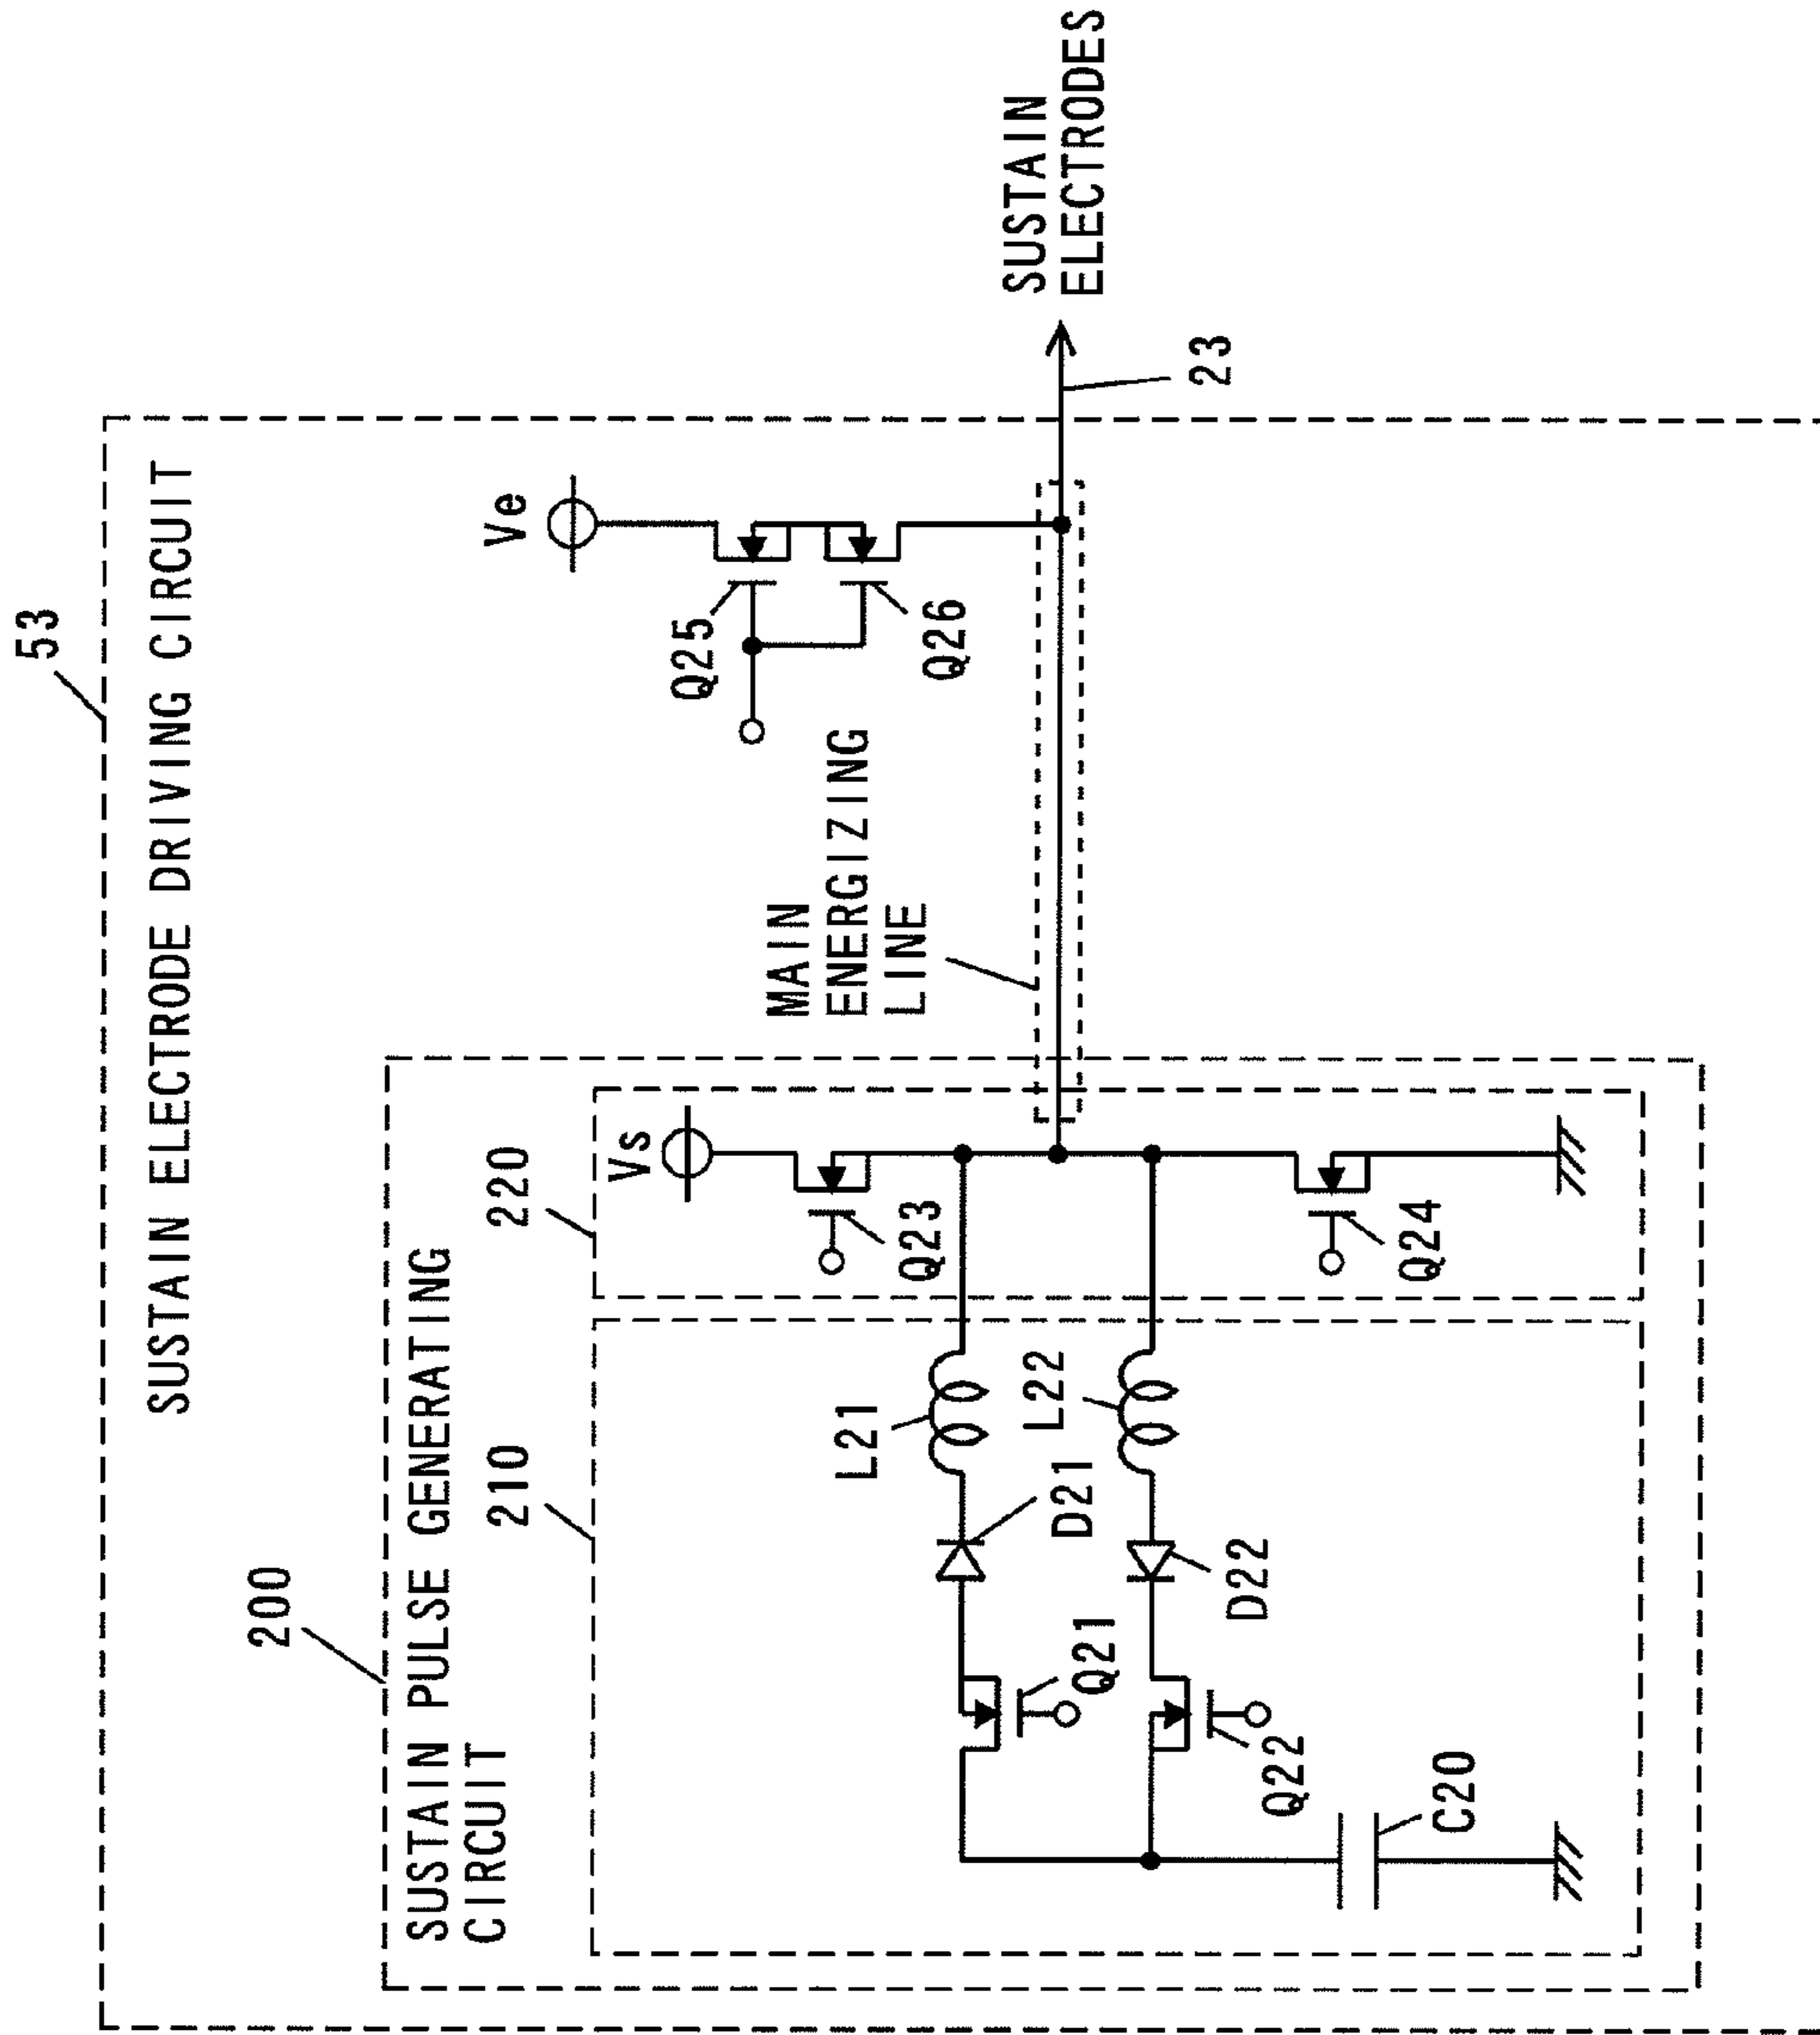 53
SUSTAIN ELECTRODE DRIVING CIRCUIT
200
SUSTAIN PULSE GENERATING
CIRCUIT
210
220
Vs
Ve
Q25
Q26
MAIN
ENERGIZING
LINE
SUSTAIN
ELECTRODES
23
L21
Q23
L22
D21
Q21
D22
Q22
Q24
C20